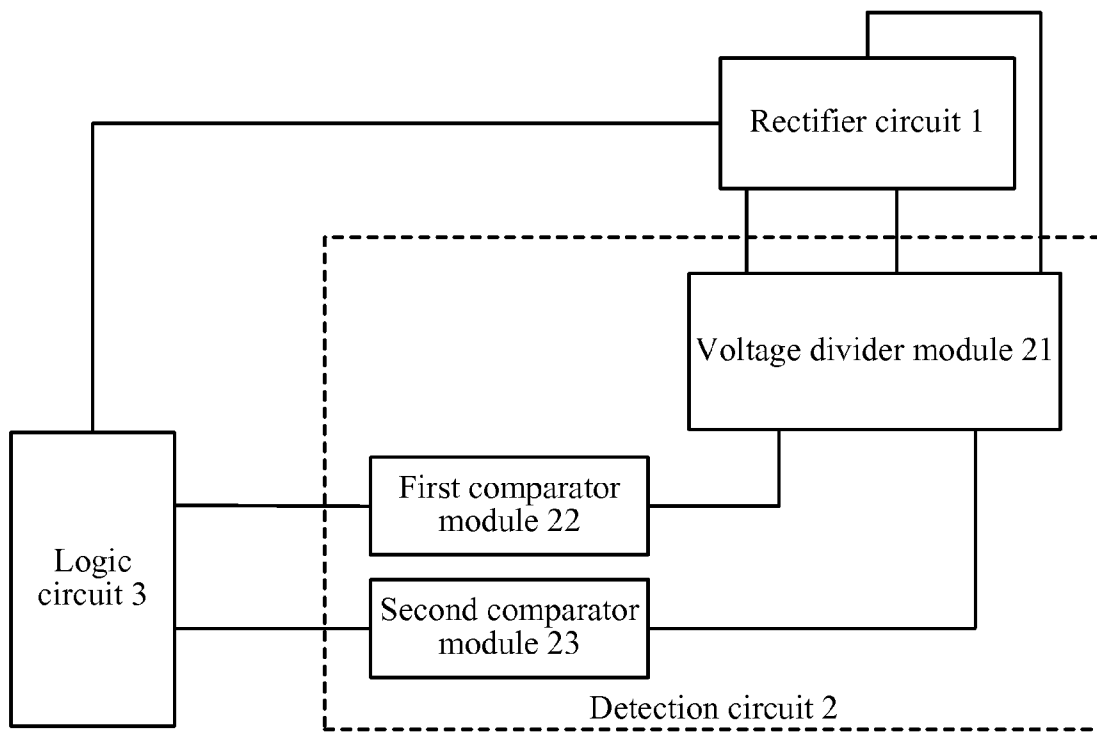 Rectifier circuit 1
Voltage divider module 21
First comparator
module 22
Logic
circuit 3
Second comparator
module 23
Detection circuit 2